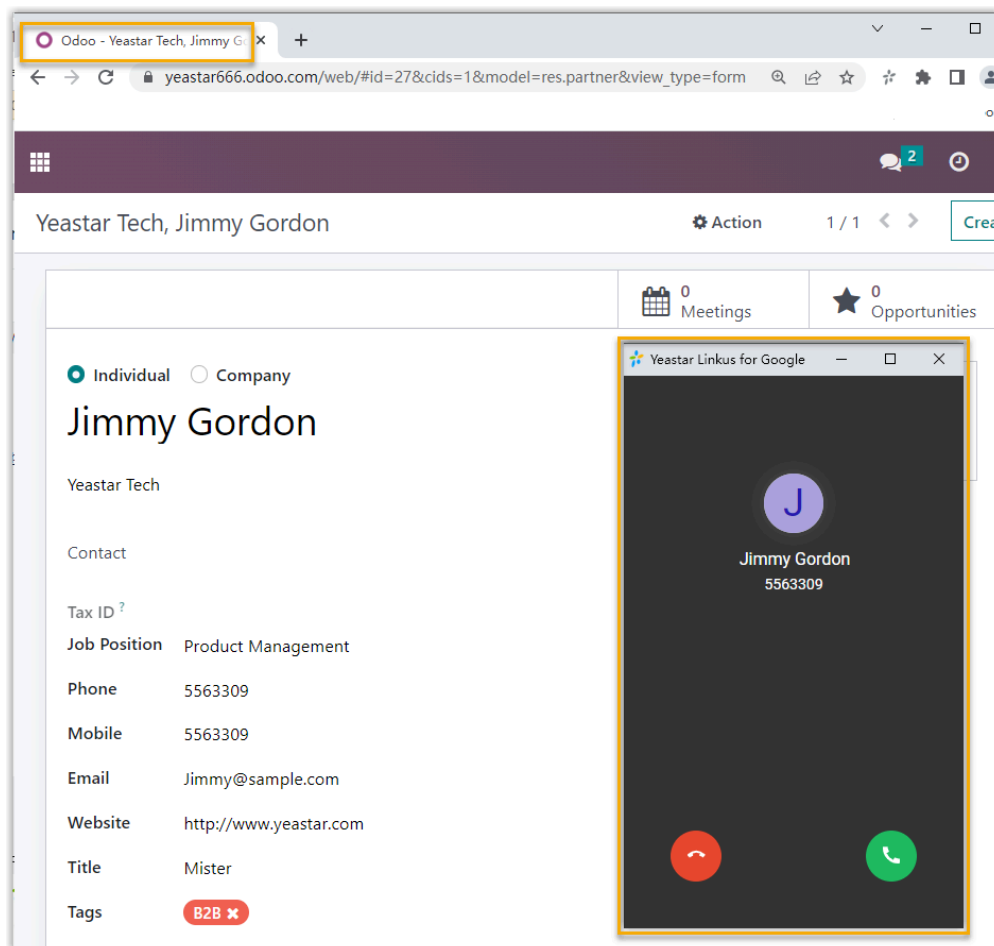 Odoo - Yeastar Tech, Jimmy G
yeastar666.odoo.com/web/#id=27&cids=1&model=res.partner&view_type=form
2
Yeastar Tech, Jimmy Gordon
Action
1 / 1
Crea
0
Meetings
0
Opportunities
Individual
Company
Jimmy Gordon
Yeastar Tech
Contact
Tax ID ?
Job Position Product Management
Phone 5563309
Mobile 5563309
Email Jimmy@sample.com
Website http://www.yeastar.com
Title Mister
Tags B2B
Yeastar Linkus for Google
J
Jimmy Gordon
5563309